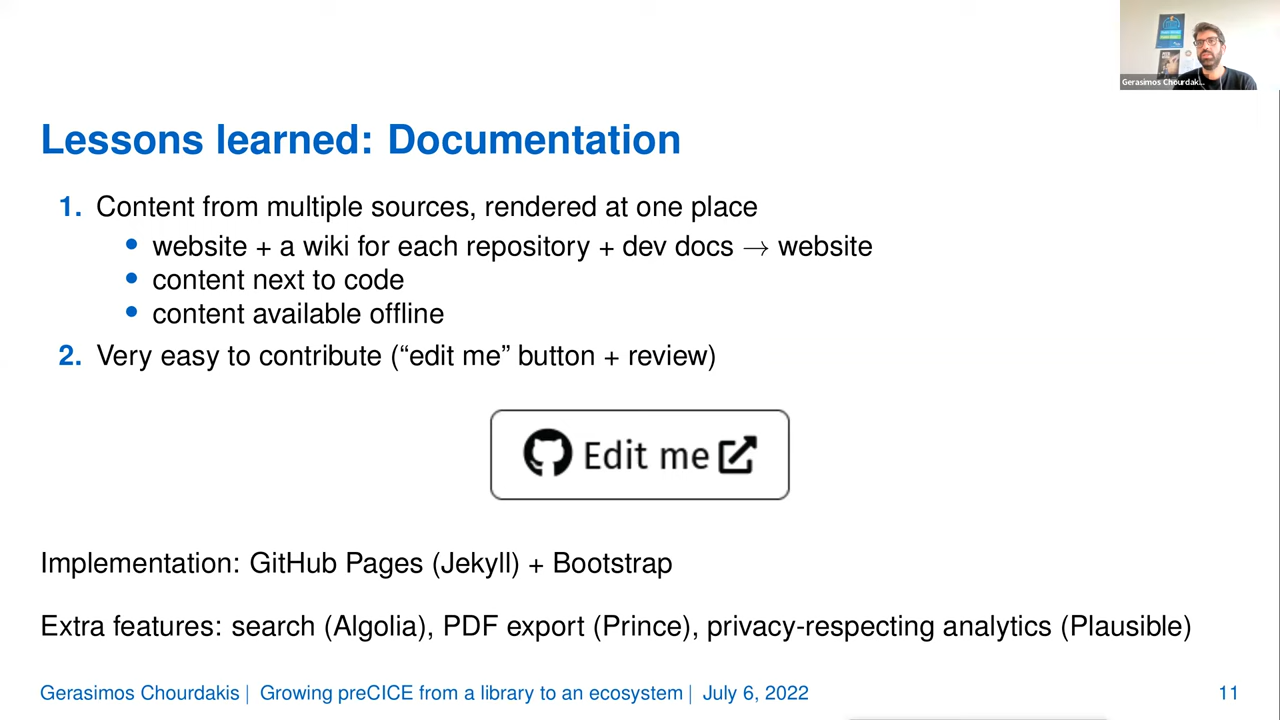 Gerasimos Chourdak...
Lessons learned: Documentation
1. Content from multiple sources, rendered at one place
• website + a wiki for each repository + dev docs → website
• content next to code
• content available offline
2. Very easy to contribute (“edit me” button + review)
Edit me
Implementation: GitHub Pages (Jekyll) + Bootstrap
Extra features: search (Algolia), PDF export (Prince), privacy-respecting analytics (Plausible)
Gerasimos Chourdakis | Growing preCICE from a library to an ecosystem | July 6, 2022 11